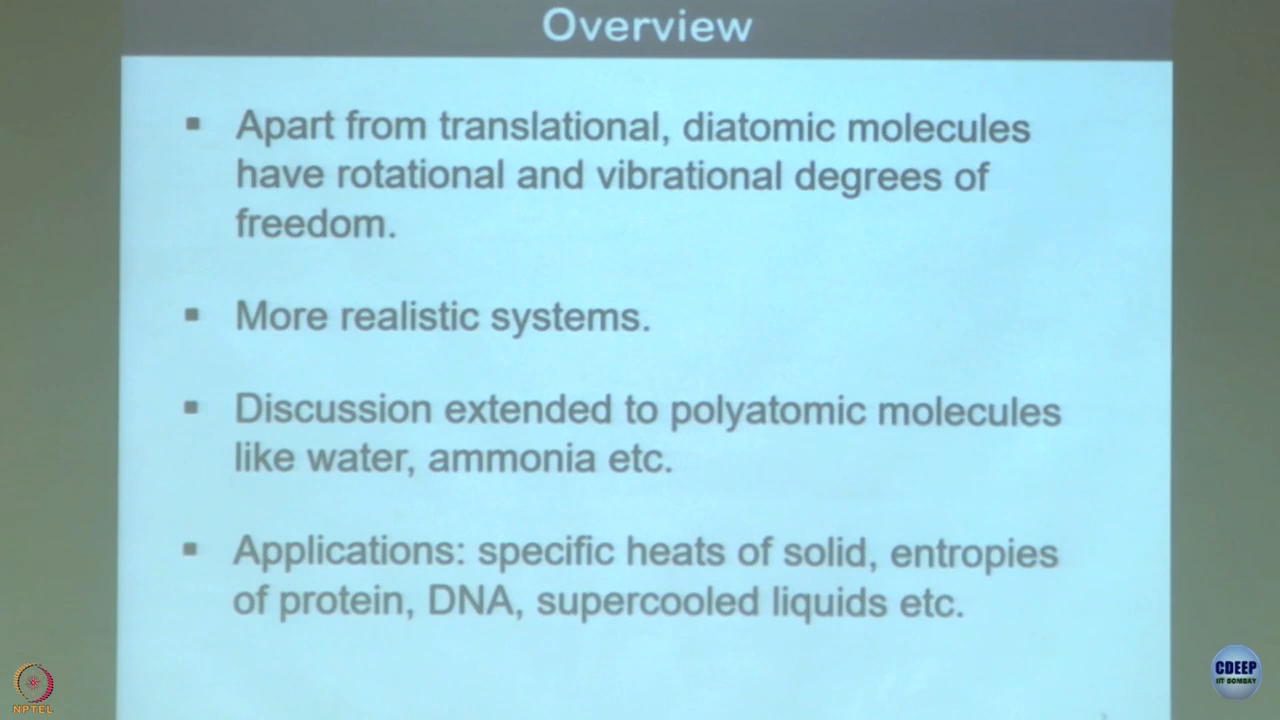 Overview
▪ Apart from translational, diatomic molecules
have rotational and vibrational degrees of
freedom.
▪ More realistic systems.
▪ Discussion extended to polyatomic molecules
like water, ammonia etc.
▪ Applications: specific heats of solid, entropies
of protein, DNA, supercooled liquids etc.
NPTEL
CDEEP
IIT BOMBAY